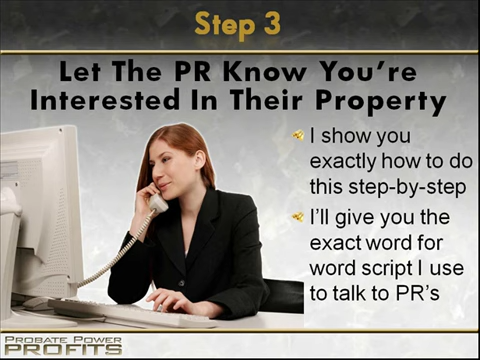 Step 3
Let The PR Know You're
Interested In Their Property
I show you
exactly how to do
this step-by-step
I'll give you the
exact word for
word script I use
to talk to PR's
PROBATE POWER
PROFITS